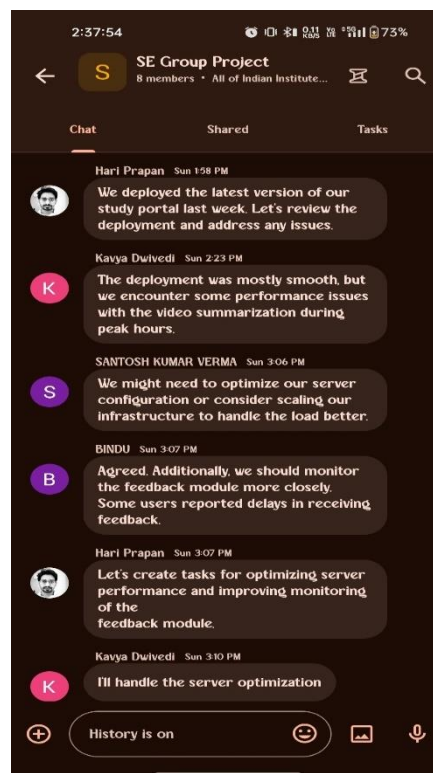 2:37:54
0.11 KB/S
73%
SE Group Project
8 members • All of Indian Institute...
Chat
Shared
Tasks
Hari Prapan Sun 1:58 PM
We deployed the latest version of our
study portal last week. Let's review the
deployment and address any issues.
Kavya Dwivedi Sun 2:23 PM
The deployment was mostly smooth, but
we encounter some performance issues
with the video summarization during
peak hours.
SANTOSH KUMAR VERMA Sun 3:06 PM
We might need to optimize our server
configuration or consider scaling our
infrastructure to handle the load better.
BINDU Sun 3:07 PM
Agreed. Additionally, we should monitor
the feedback module more closely.
Some users reported delays in receiving
feedback.
Hari Prapan Sun 3:07 PM
Let's create tasks for optimizing server
performance and improving monitoring
of the
feedback module.
Kavya Dwivedi Sun 3:10 PM
I'll handle the server optimization
History is on